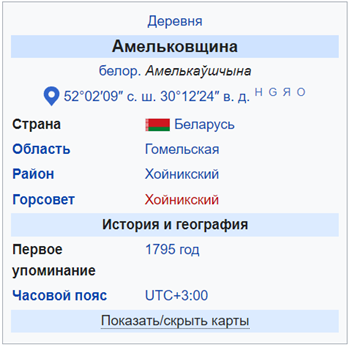 Деревня
Амельковщина
белор. Амелькаўшчына
52°02′09″ с. ш. 30°12′24″ в. д. H G Я O
Страна Беларусь
Область Гомельская
Район Хойникский
Горсовет Хойникский
История и география
Первое 1795 год
упоминание
Часовой пояс UTC+3:00
Показать/скрыть карты